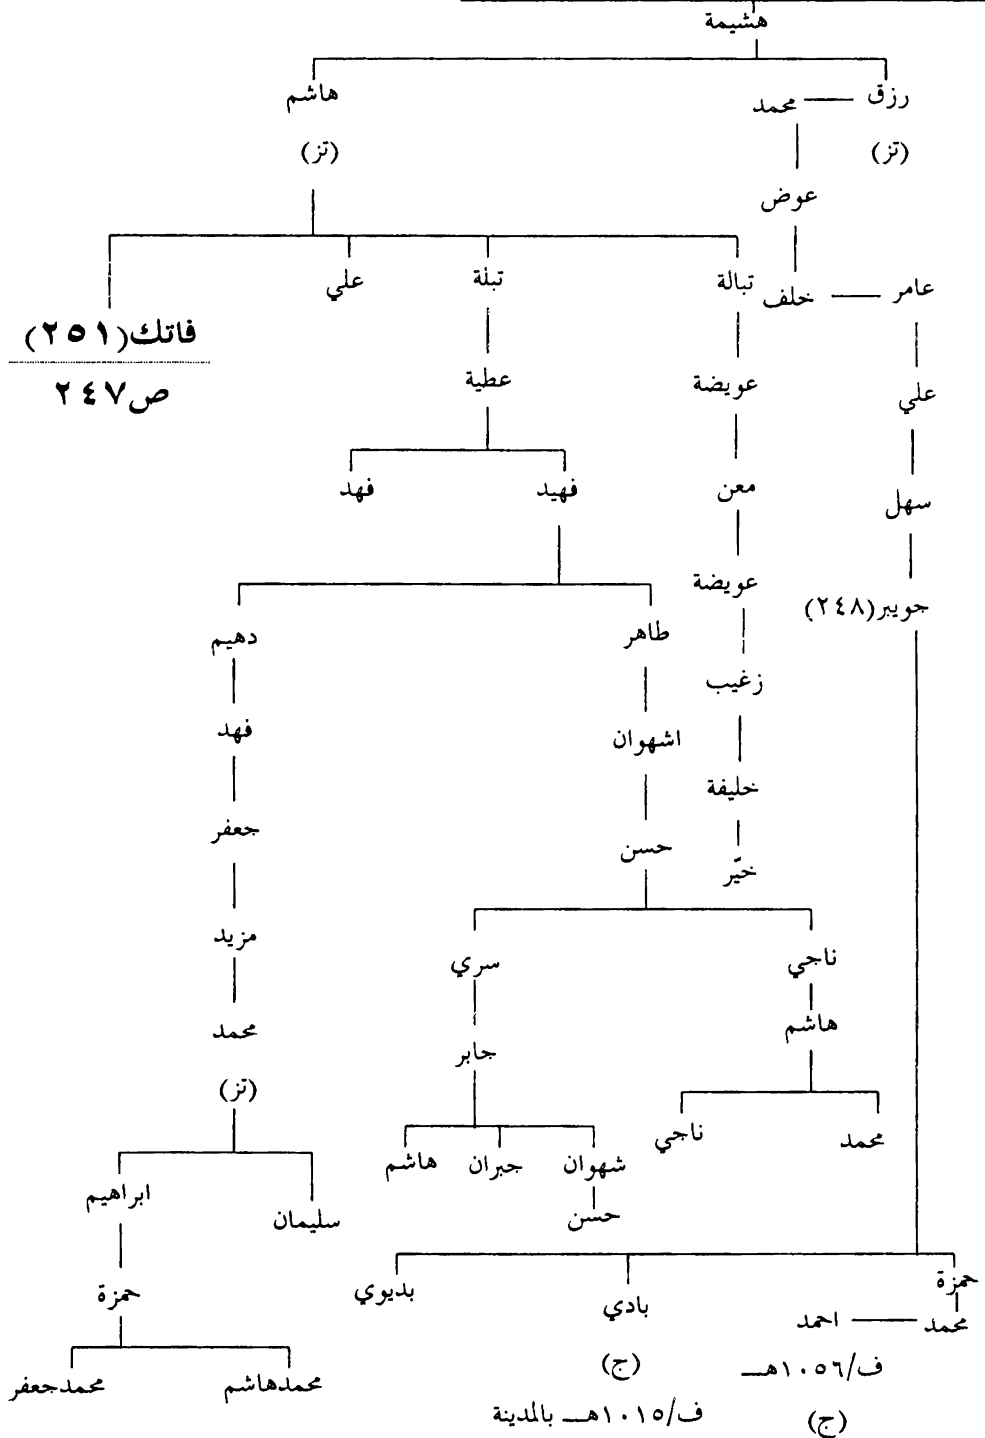 هشيمة
رزق — محمد
هاشم
(تز)
(تز)
عوض
تبالة
تبلة
علي
عامر — خلف
فاتك (٢٥١)
ص٢٤٧
عويضة
عطية
علي
معن
فهيد
فهد
سهل
عويضة
جويبر (٢٤٨)
طاهر
دهيم
زغيب
اشهوان
فهد
خليفة
حسن
جعفر
خيّر
ناجي
سري
مزيد
هاشم
جابر
محمد
(تز)
محمد
ناجي
شهوان
جبران
هاشم
حسن
سليمان
ابراهيم
حمزة
بادي
بديوي
حمزة
محمد — احمد
ف/١٠٥٦هـ
(ج)
(ج)
ف/١٠١٥هـ بالمدينة
محمدهاشم
محمدجعفر